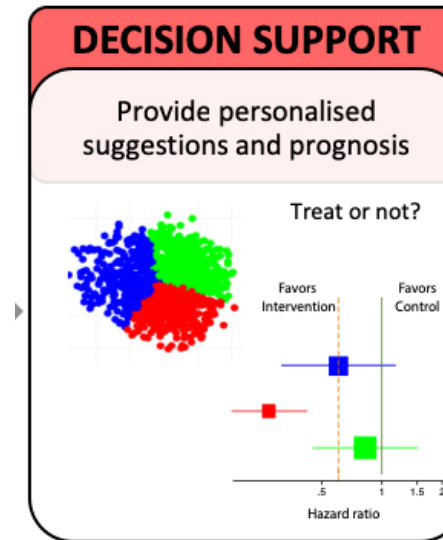 DECISION SUPPORT
Provide personalised
suggestions and prognosis
Treat or not?
Favors
Intervention
Favors
Control
.5
1
1.5
2
Hazard ratio